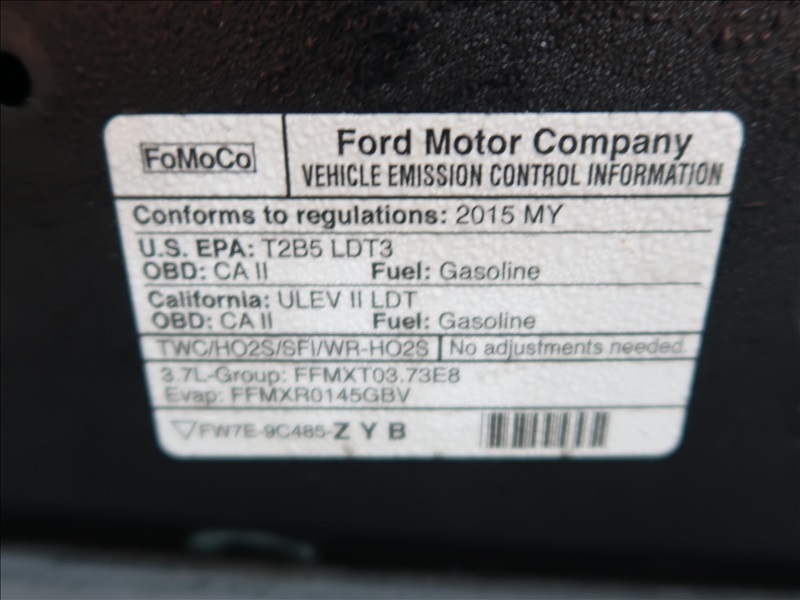 FoMoCo
Ford Motor Company
VEHICLE EMISSION CONTROL INFORMATION
Conforms to regulations: 2015 MY
U.S. EPA: T2B5 LDT3
OBD: CA II Fuel: Gasoline
California: ULEV II LDT
OBD: CA II Fuel: Gasoline
TWC/HO2S/SFI/WR-HO2S No adjustments needed.
3.7L-Group: FFMXT03.73E8
Evap: FFMXR0145GBV
FW7E-9C485-ZYB